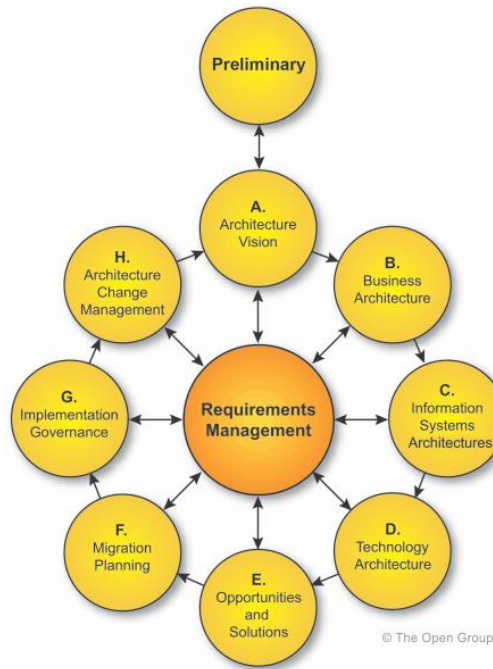 Preliminary
A.
Architecture
Vision
B.
Business
Architecture
C.
Information
Systems
Architectures
D.
Technology
Architecture
E.
Opportunities
and
Solutions
F.
Migration
Planning
G.
Implementation
Governance
H.
Architecture
Change
Management
Requirements
Management
© The Open Group